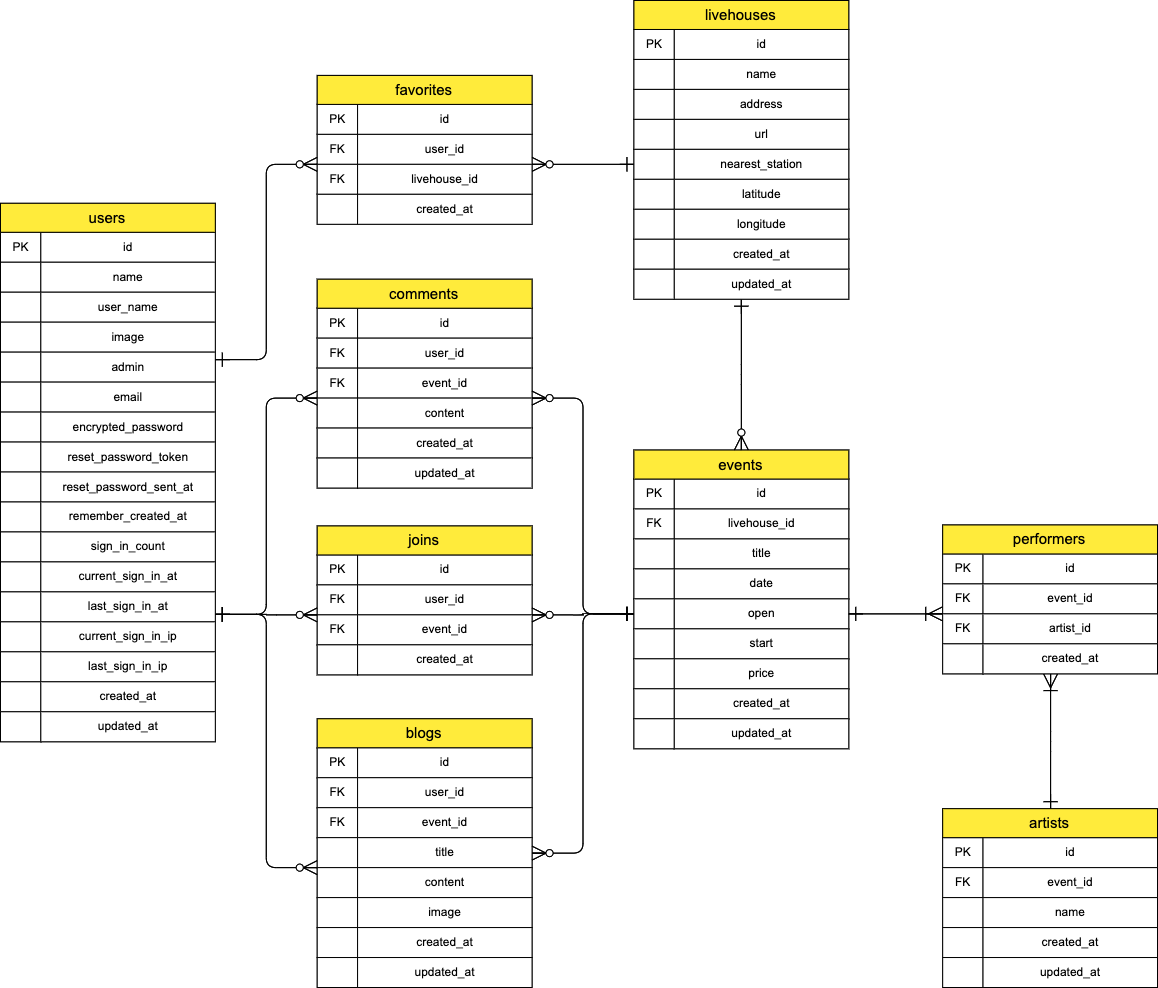 livehouses
PK id
name
address
url
nearest_station
latitude
longitude
created_at
updated_at
favorites
PK id
FK user_id
FK livehouse_id
created_at
users
PK id
name
user_name
image
admin
email
encrypted_password
reset_password_token
reset_password_sent_at
remember_created_at
sign_in_count
current_sign_in_at
last_sign_in_at
current_sign_in_ip
last_sign_in_ip
created_at
updated_at
comments
PK id
FK user_id
FK event_id
content
created_at
updated_at
joins
PK id
FK user_id
FK event_id
created_at
blogs
PK id
FK user_id
FK event_id
title
content
image
created_at
updated_at
events
PK id
FK livehouse_id
title
date
open
start
price
created_at
updated_at
performers
PK id
FK event_id
FK artist_id
created_at
artists
PK id
FK event_id
name
created_at
updated_at